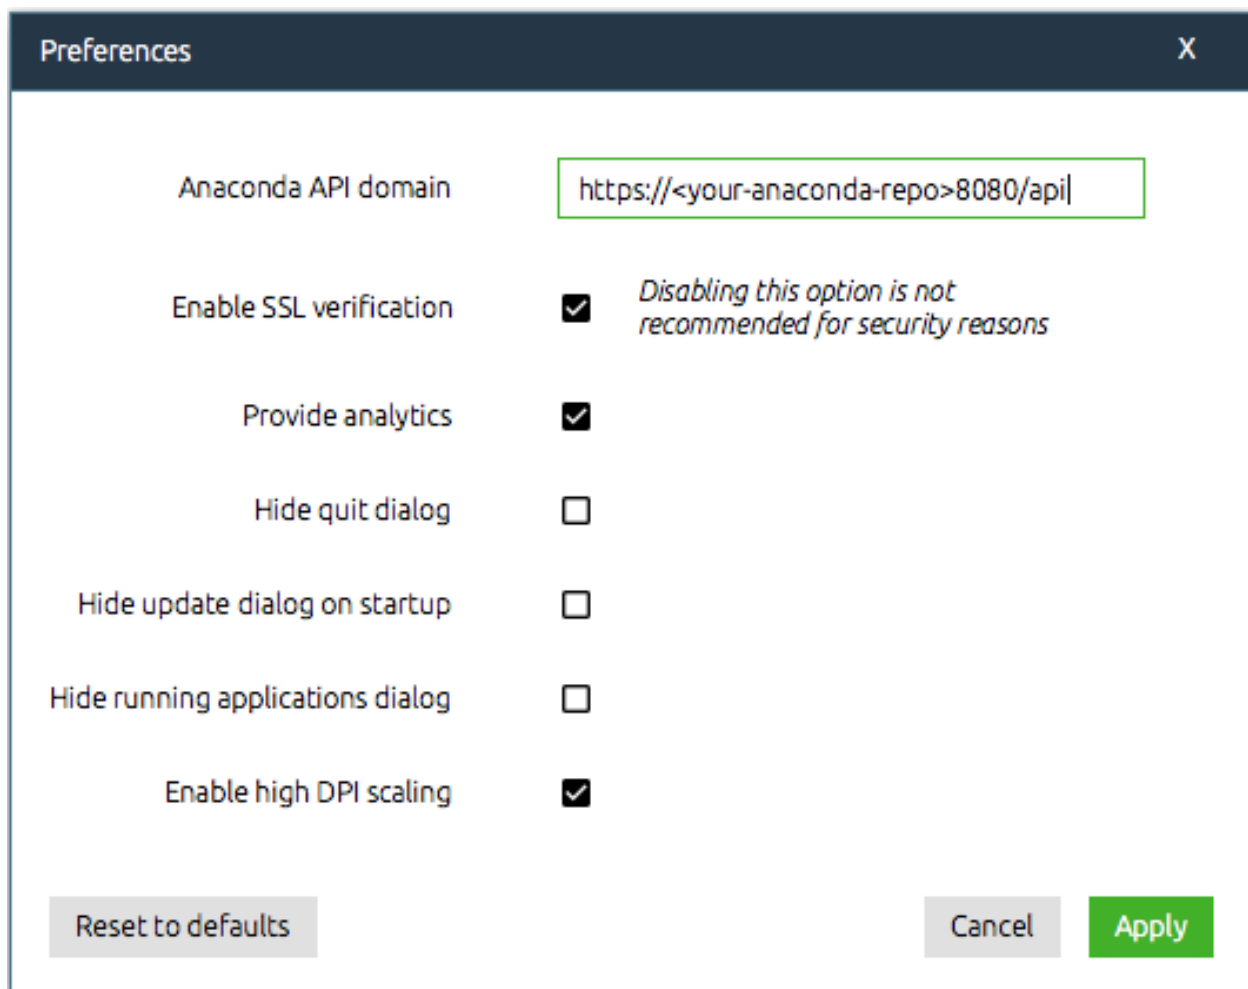 Preferences X
Anaconda API domain https://<your-anaconda-repo>8080/api
Enable SSL verification Disabling this option is not
recommended for security reasons
Provide analytics
Hide quit dialog
Hide update dialog on startup
Hide running applications dialog
Enable high DPI scaling
Reset to defaults Cancel Apply